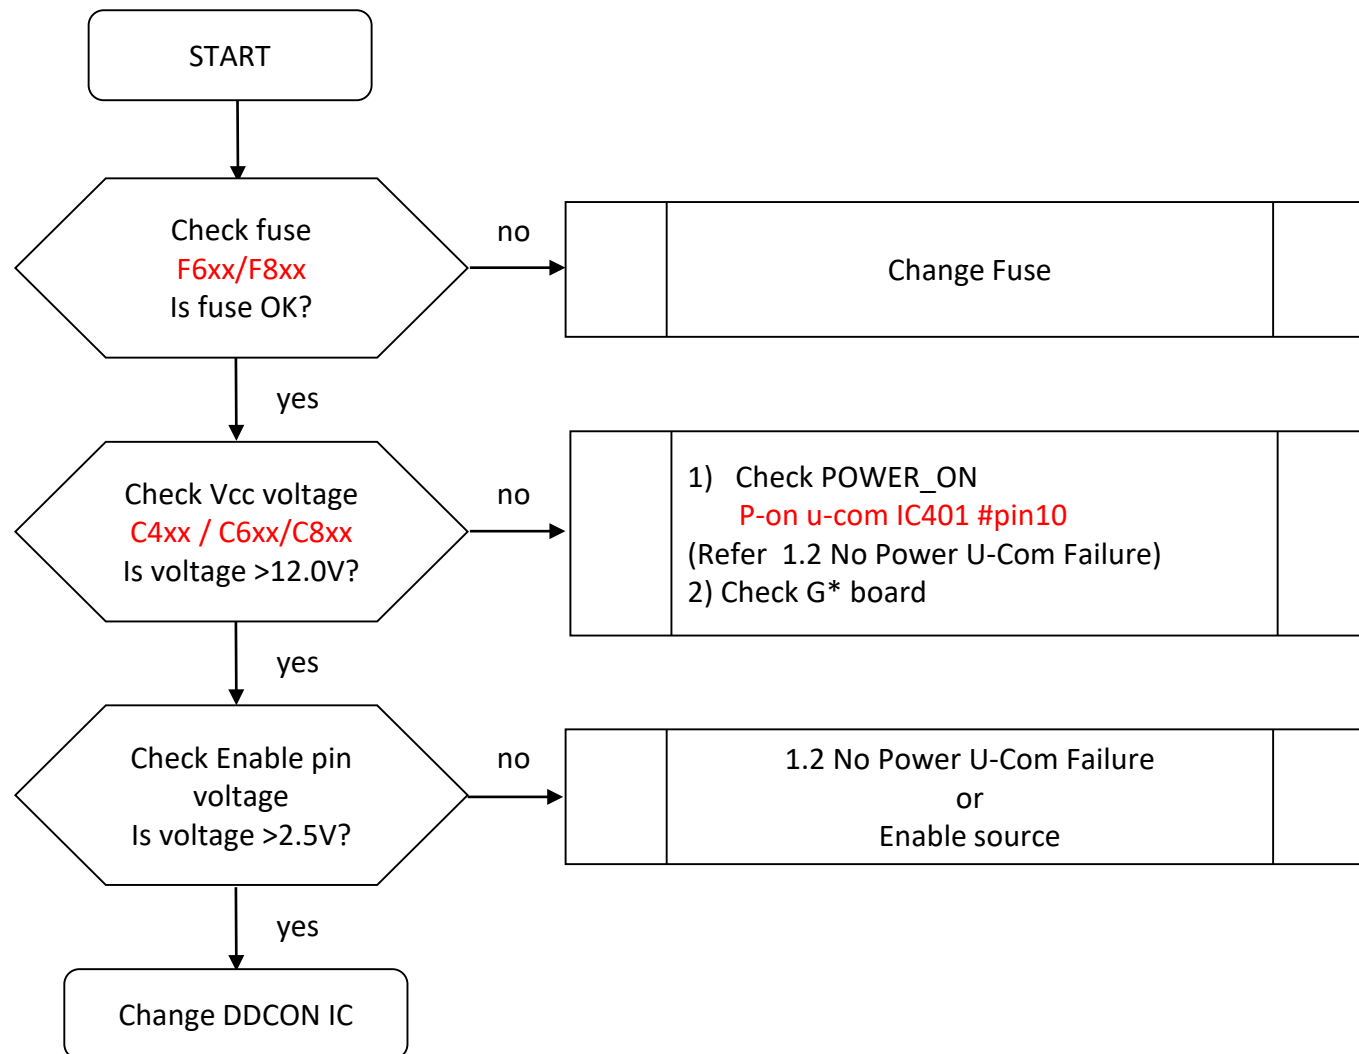 START
Check fuse
F6xx/F8xx
Is fuse OK?
no
Change Fuse
yes
Check Vcc voltage
C4xx / C6xx/C8xx
Is voltage >12.0V?
no
1) Check POWER_ON
P-on u-com IC401 #pin10
(Refer 1.2 No Power U-Com Failure)
2) Check G* board
yes
Check Enable pin
voltage
Is voltage >2.5V?
no
1.2 No Power U-Com Failure
or
Enable source
yes
Change DDCON IC